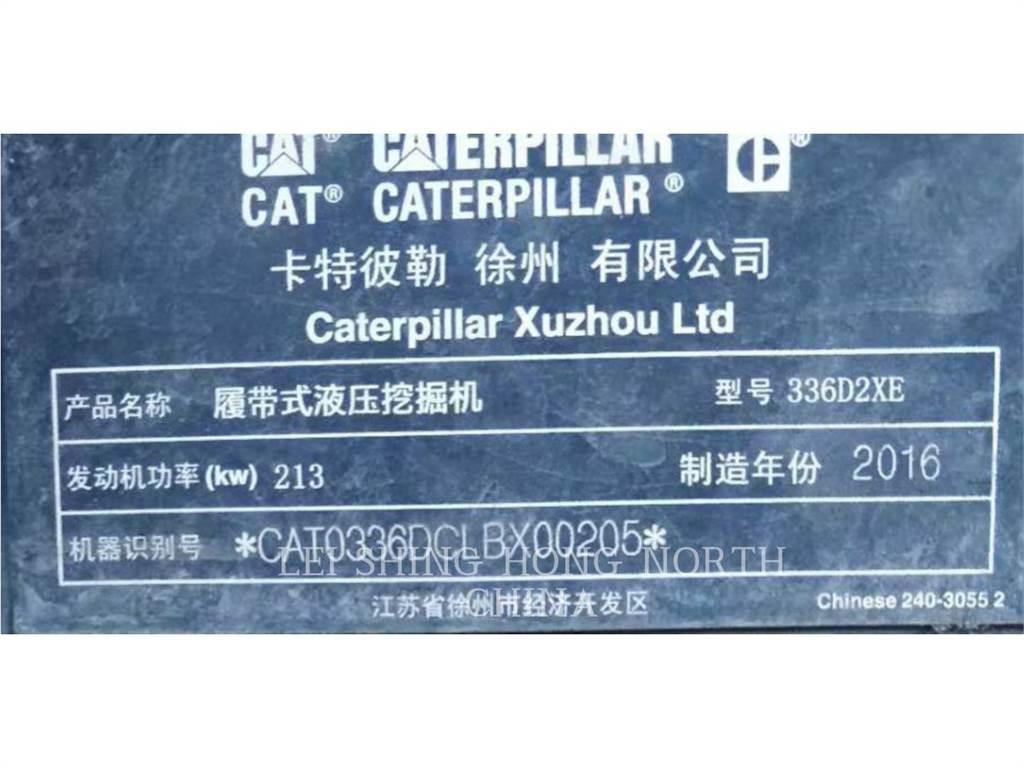 CAT® CATERPILLAR ®
CAT® CATERPILLAR ®
卡特彼勒 徐州 有限公司
Caterpillar Xuzhou Ltd
产品名称 履带式液压挖掘机 型号 336D2XE
发动机功率(kw) 213 制造年份 2016
机器识别号 *CAT0336DCLBX00205*
LEI SHING HONG NORTH
CHINA
江苏省徐州市经济开发区 Chinese 240-3055 2